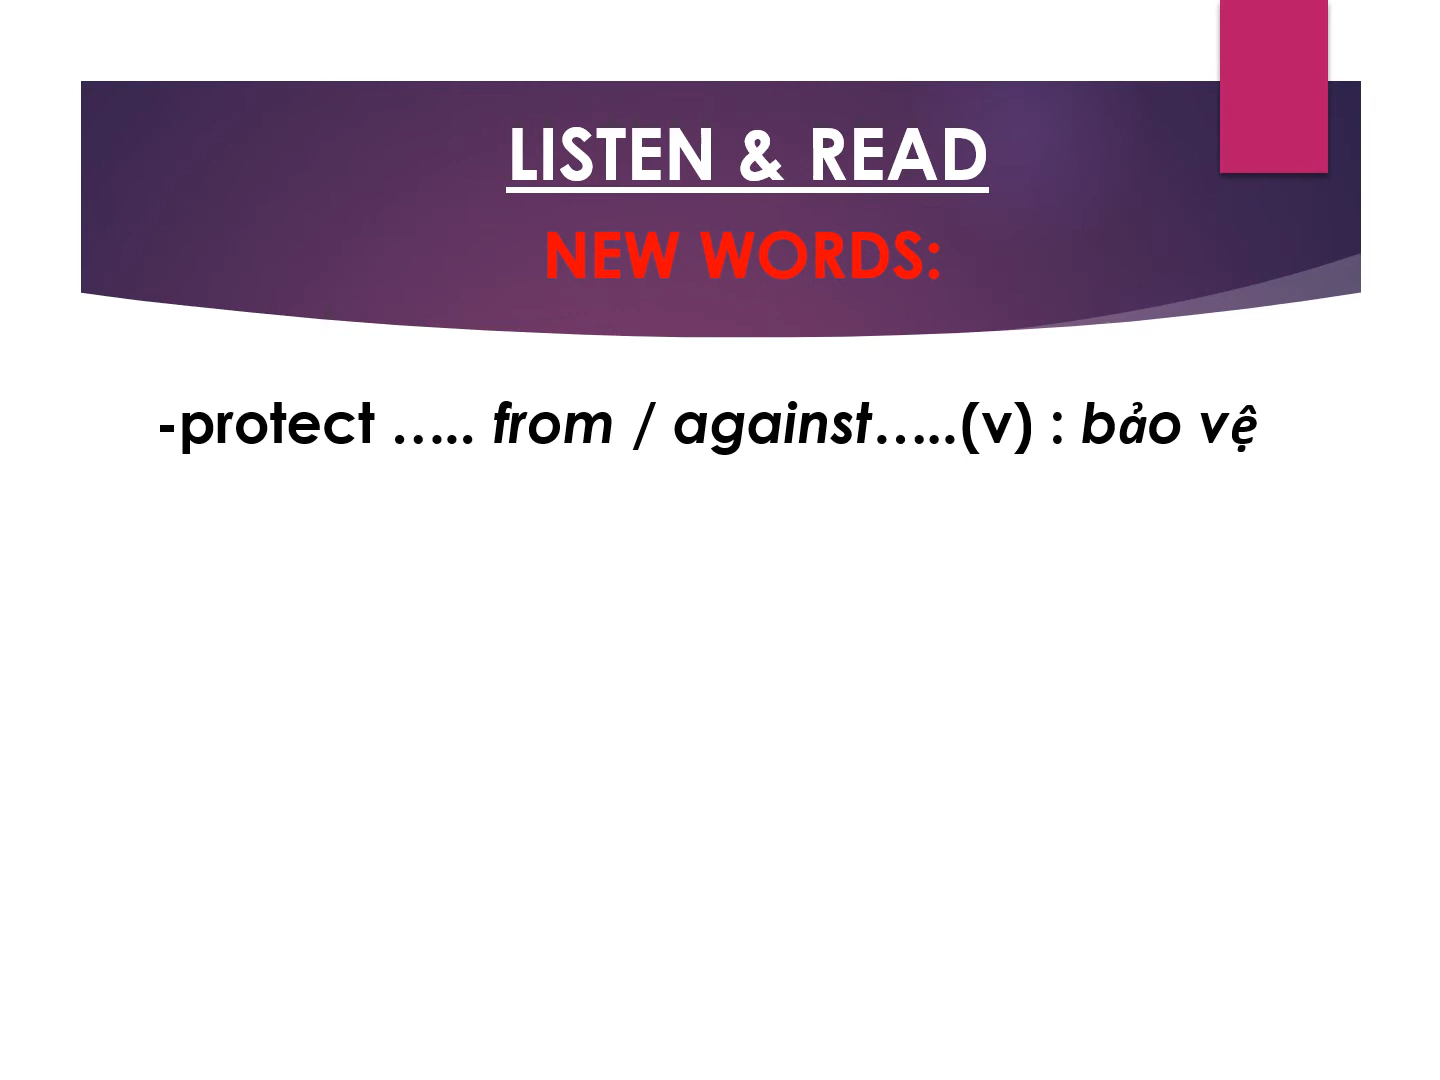 LISTEN & READ
NEW WORDS:
-protect ….. from / against…..(v) : bảo vệ